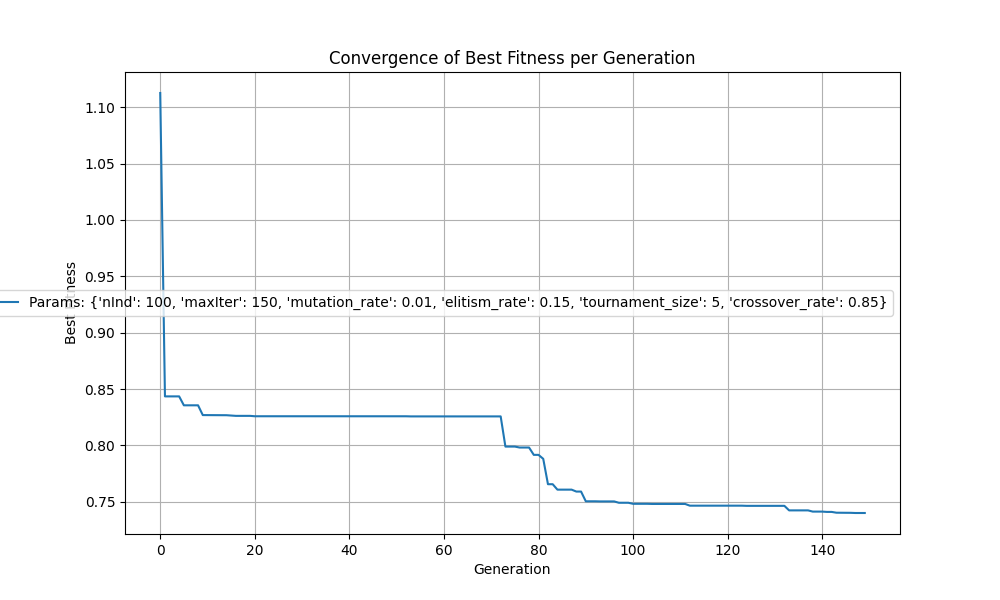 Convergence of Best Fitness per Generation
1.10
1.05
1.00
0.95
0.90
0.85
0.80
0.75
Best
Params: {'nInd': 100, 'maxIter': 150, 'mutation_rate': 0.01, 'elitism_rate': 0.15, 'tournament_size': 5, 'crossover_rate': 0.85}
0 20 40 60 80 100 120 140
Generation